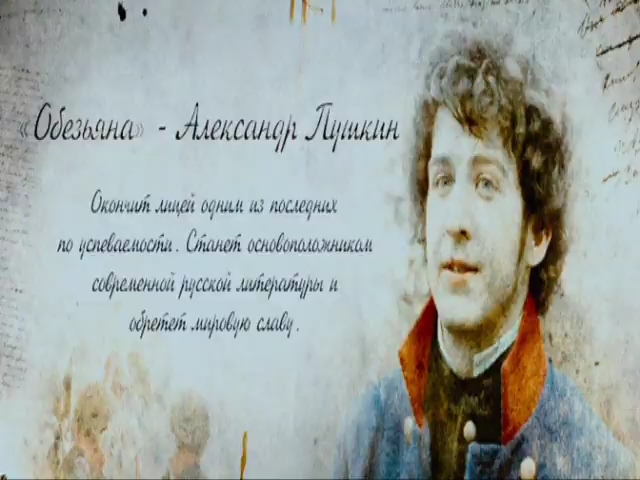 «Обезьяна» - Александр Пушкин
Окончит лицей одним из последних
по успеваемости. Станет основоположником
современной русской литературы и
обретет мировую славу.